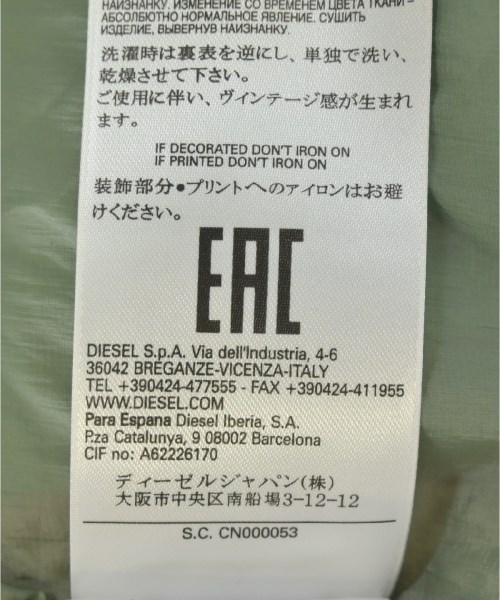 НАИЗНАНКУ. ИЗМЕНЕНИЕ СО ВРЕМЕНЕМ ЦВЕТА ТКАНИ –
АБСОЛЮТНО НОРМАЛЬНОЕ ЯВЛЕНИЕ. СУШИТЬ
ИЗДЕЛИЕ, ВЫВЕРНУВ НАИЗНАНКУ.
洗濯時は裏表を逆にし、単独で洗い、
乾燥させて下さい。
ご使用に伴い、ヴィンテージ感が生まれ
ます。
IF DECORATED DON'T IRON ON
IF PRINTED DON'T IRON ON
装飾部分●プリントへのアイロンはお避
けください。
EAC
DIESEL S.p.A. Via dell'Industria, 4-6
36042 BREGANZE-VICENZA-ITALY
TEL +390424-477555 - FAX +390424-411955
WWW.DIESEL.COM
Para Espana Diesel Iberia, S.A.
P.za Catalunya, 9 08002 Barcelona
CIF no: A62226170
ディーゼルジャパン(株)
大阪市中央区南船場3-12-12
S.C. CN000053